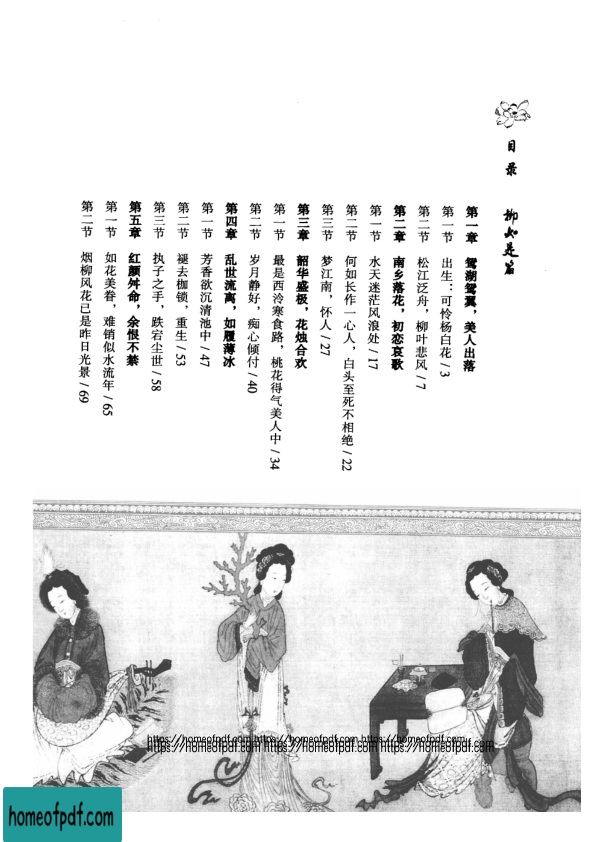 目录
柳如是篇
第一章 鸳湖鸳翼，美人出落
第一节 出生：可怜杨白花 / 3
第二节 松江泛舟，柳叶悲风 / 7
第二章 南乡落花，初恋哀歌
第一节 水天迷茫风浪处 / 17
第二节 何如长作一心人，白头至死不相绝 / 22
第三节 梦江南，怀人 / 27
第三章 韶华盛极，花烛合欢
第一节 最是西泠寒食路，桃花得气美人中 / 34
第二节 岁月静好，痴心倾付 / 40
第四章 乱世流离，如履薄冰
第一节 芳香欲沉清池中 / 47
第二节 褪去枷锁，重生 / 53
第三节 执子之手，跌宕尘世 / 58
第五章 红颜舛命，余恨不禁
第一节 如花美眷，难销似水流年 / 65
第二节 烟柳风花已是昨日光景 / 69
https://homeofpdf.com https://homeofpdf.com https://homeofpdf.com
https://homeofpdf.com https://homeofpdf.com https://homeofpdf.com
homeofpdf.com